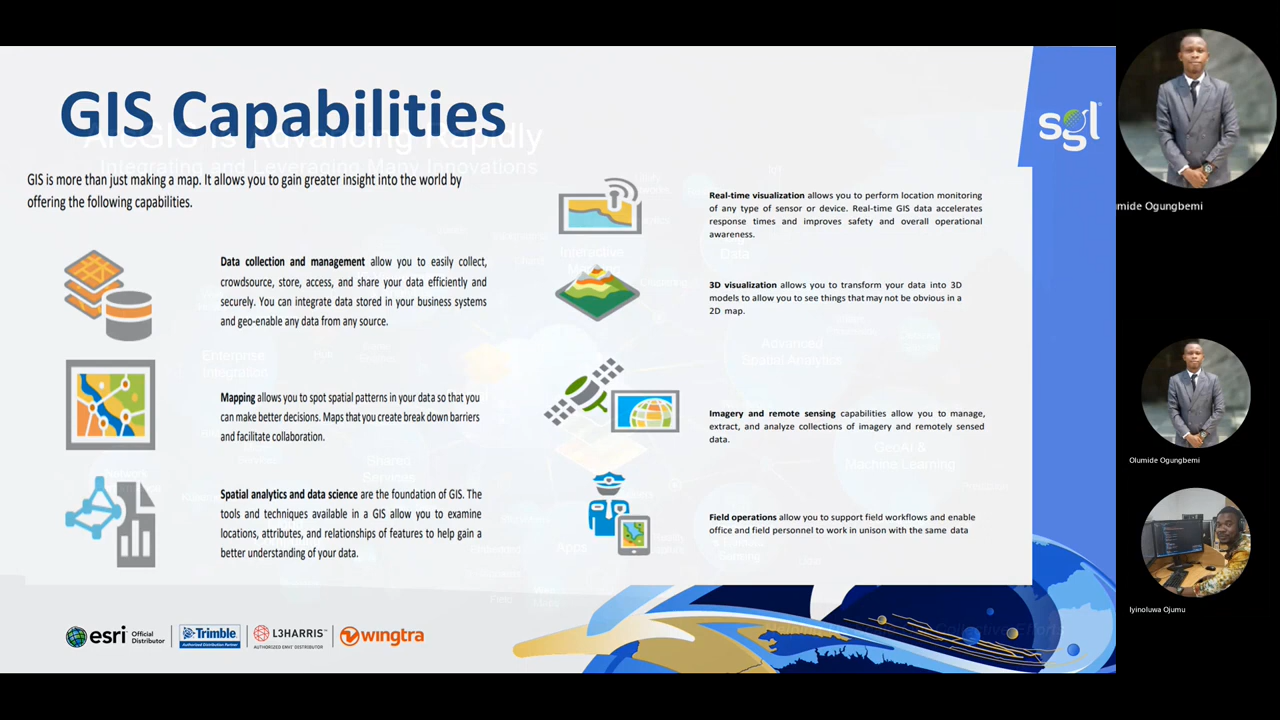 GIS Capabilities
ArcGIS is Advancing Rapidly
Integrating and Leveraging Many Innovations
GIS is more than just making a map. It allows you to gain greater insight into the world by
offering the following capabilities.
Data collection and management allow you to easily collect,
crowdsource, store, access, and share your data efficiently and
securely. You can integrate data stored in your business systems
and geo-enable any data from any source.
Mapping allows you to spot spatial patterns in your data so that you
can make better decisions. Maps that you create break down barriers
and facilitate collaboration.
Spatial analytics and data science are the foundation of GIS. The
tools and techniques available in a GIS allow you to examine
locations, attributes, and relationships of features to help gain a
better understanding of your data.
Real-time visualization allows you to perform location monitoring
of any type of sensor or device. Real-time GIS data accelerates
response times and improves safety and overall operational
awareness.
3D visualization allows you to transform your data into 3D
models to allow you to see things that may not be obvious in a
2D map.
Imagery and remote sensing capabilities allow you to manage,
extract, and analyze collections of imagery and remotely sensed
data.
Field operations allow you to support field workflows and enable
office and field personnel to work in unison with the same data
Interactive
Data
Enterprise
Integration
Advanced
Spatial Analytics
Shared
Services
GeoAI &
Machine Learning
Apps
esri Official
Distributor
Trimble
Authorized Distribution Partner
L3HARRIS™
AUTHORIZED ENVI DISTRIBUTOR
wingtra
sgl
umide Ogungbemi
Olumide Ogungbemi
Iyinoluwa Ojumu